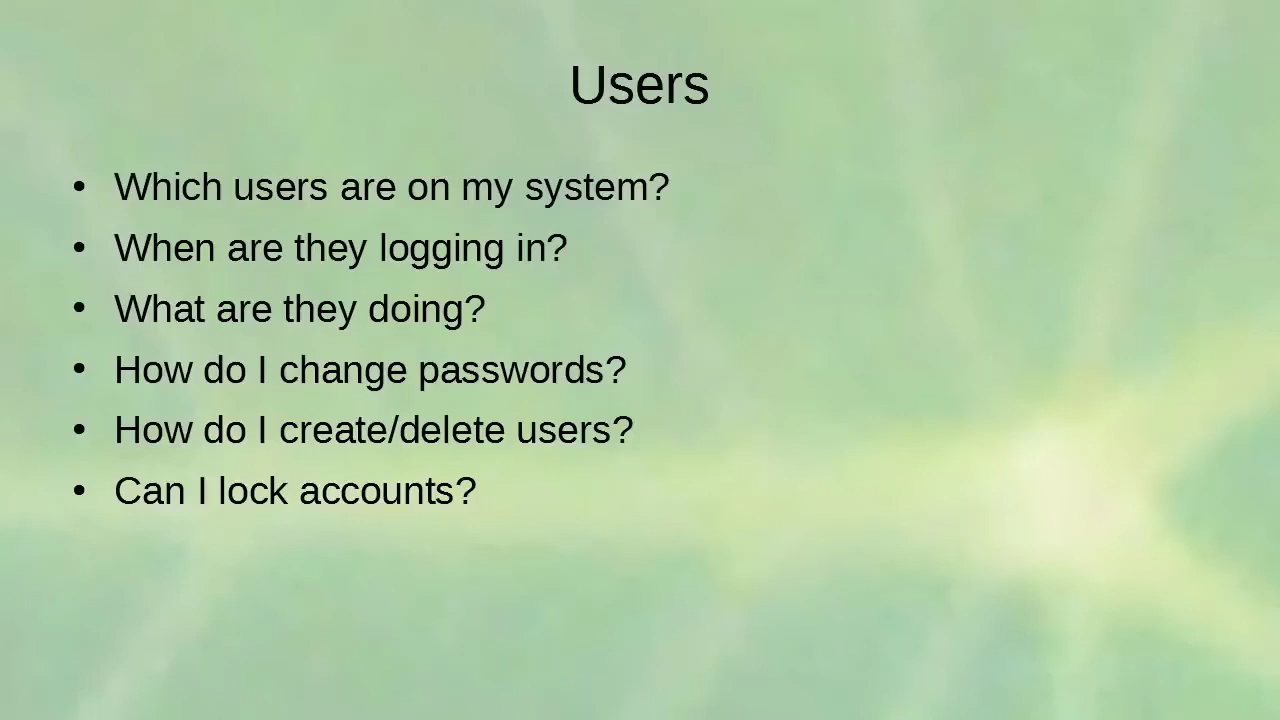 Users
• Which users are on my system?
• When are they logging in?
• What are they doing?
• How do I change passwords?
• How do I create/delete users?
• Can I lock accounts?